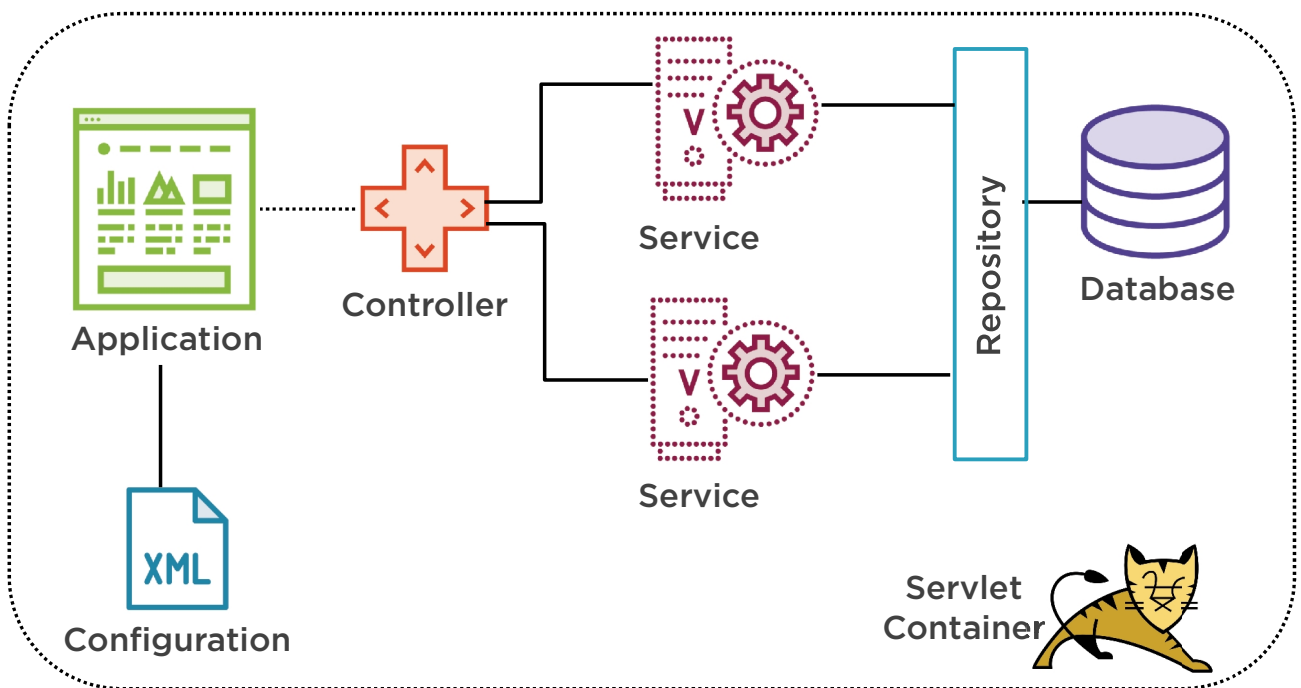 Application
Controller
Service
Service
Repository
Database
XML
Configuration
Servlet
Container